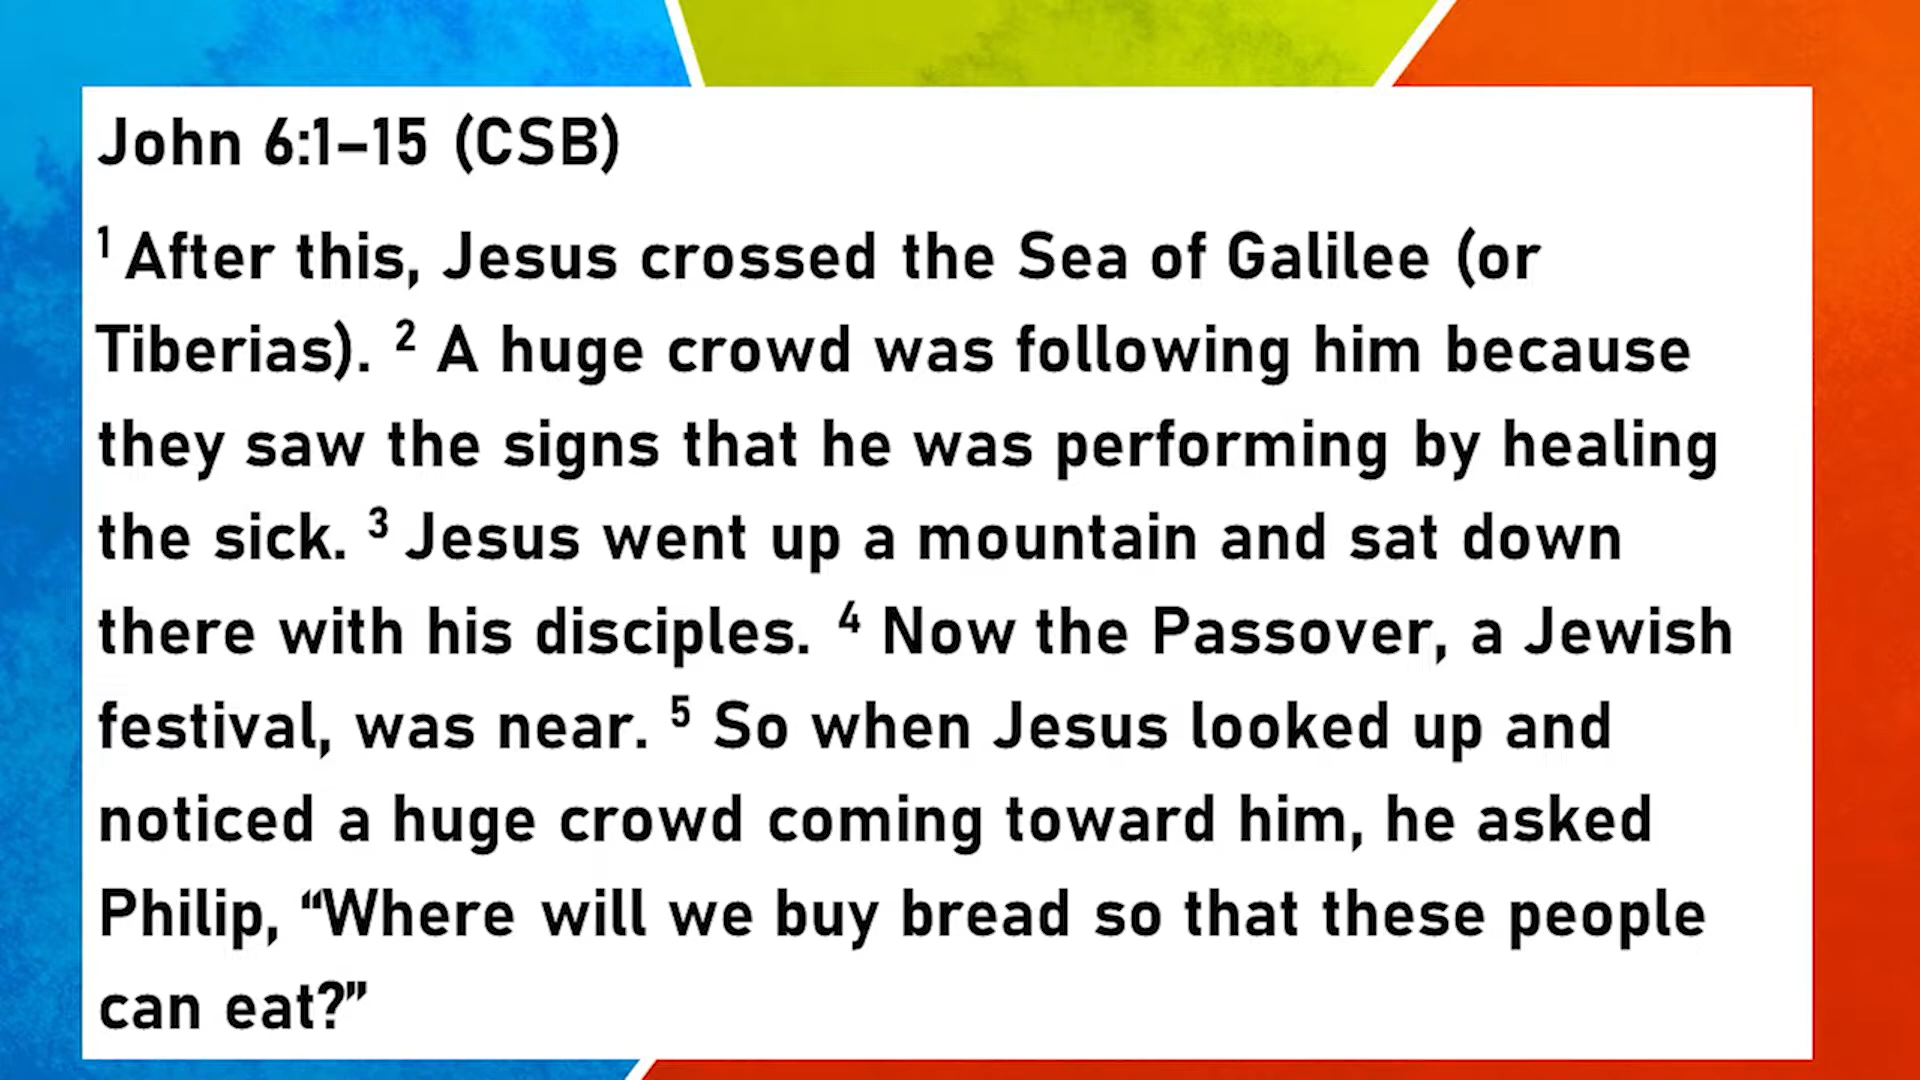 John 6:1–15 (CSB)
¹ After this, Jesus crossed the Sea of Galilee (or
Tiberias). ² A huge crowd was following him because
they saw the signs that he was performing by healing
the sick. ³ Jesus went up a mountain and sat down
there with his disciples. ⁴ Now the Passover, a Jewish
festival, was near. ⁵ So when Jesus looked up and
noticed a huge crowd coming toward him, he asked
Philip, “Where will we buy bread so that these people
can eat?”